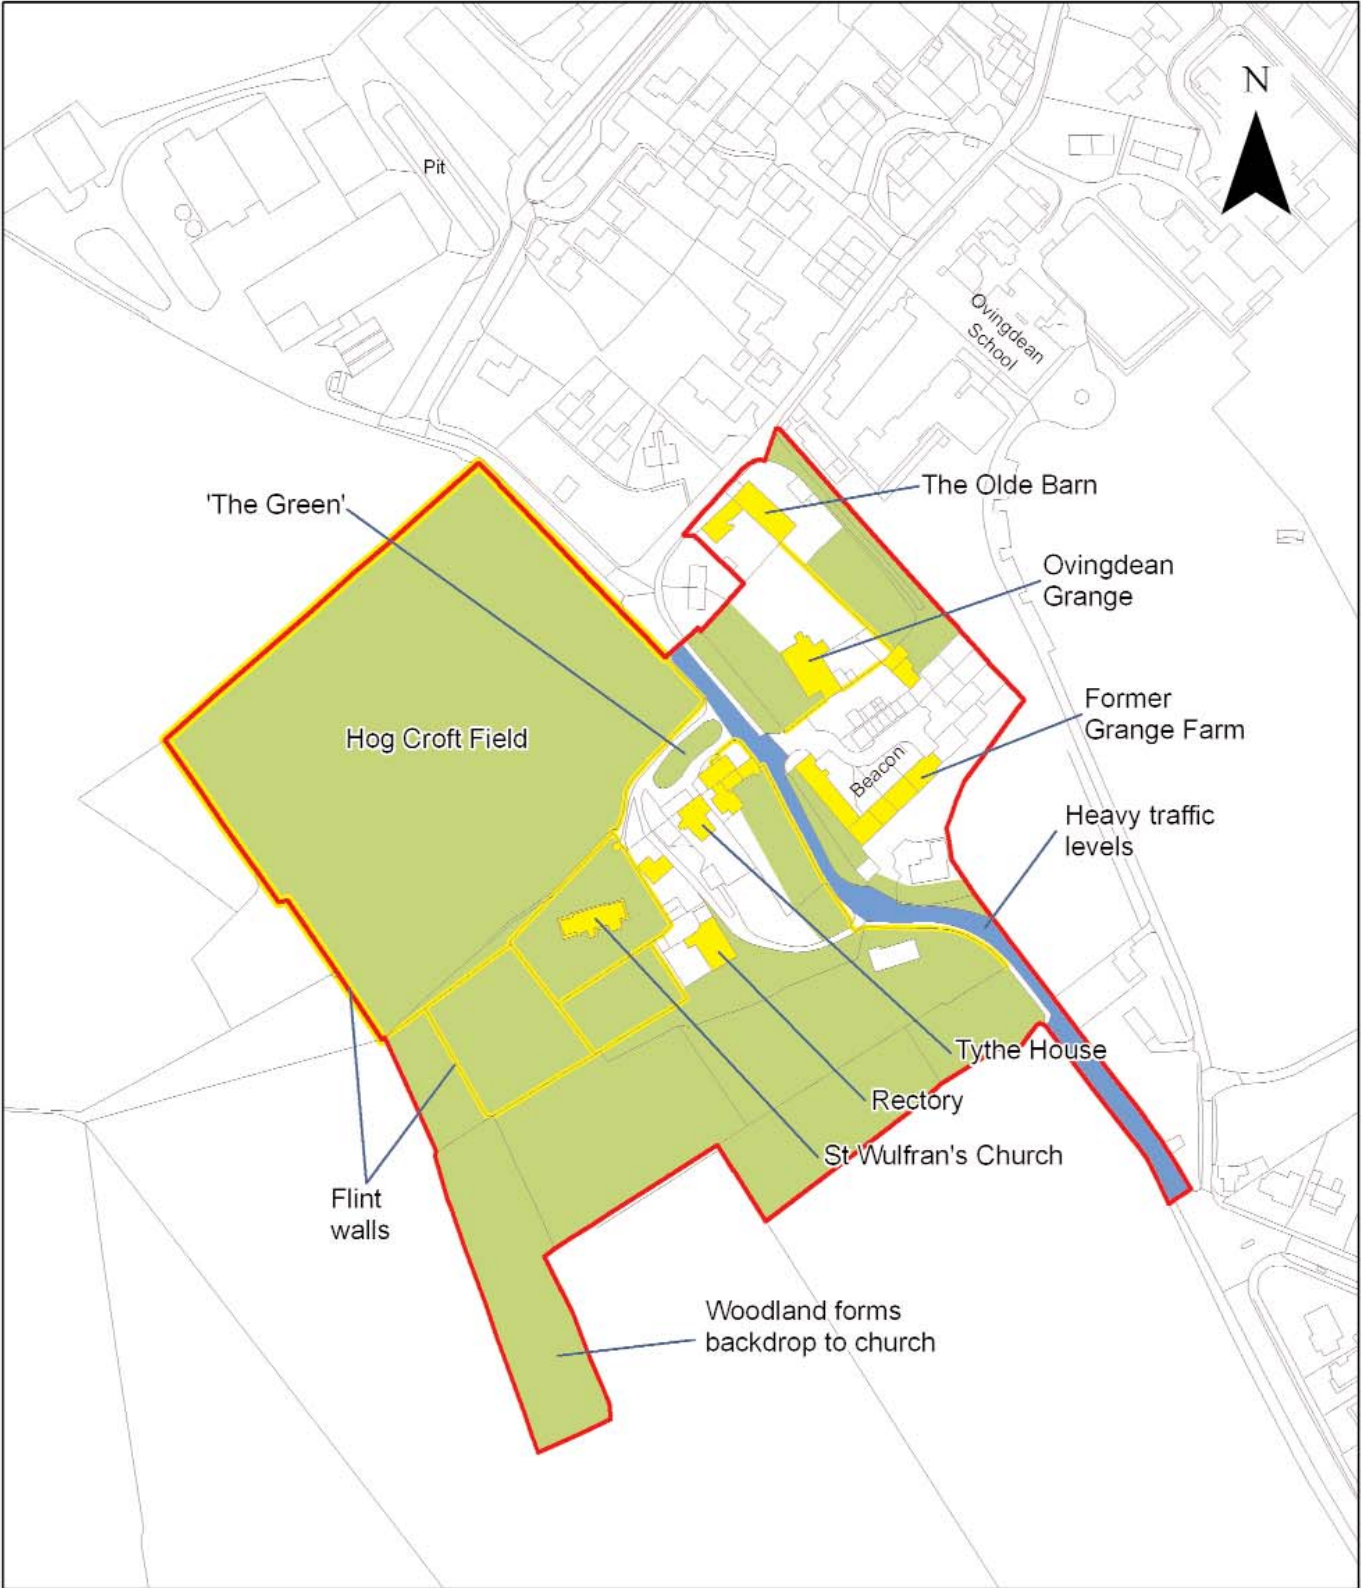 N
Pit
Ovingdean
School
The Olde Barn
'The Green'
Ovingdean
Grange
Former
Grange Farm
Hog Croft Field
Beacon
Heavy traffic
levels
Tythe House
Rectory
St Wulfran's Church
Flint
walls
Woodland forms
backdrop to church